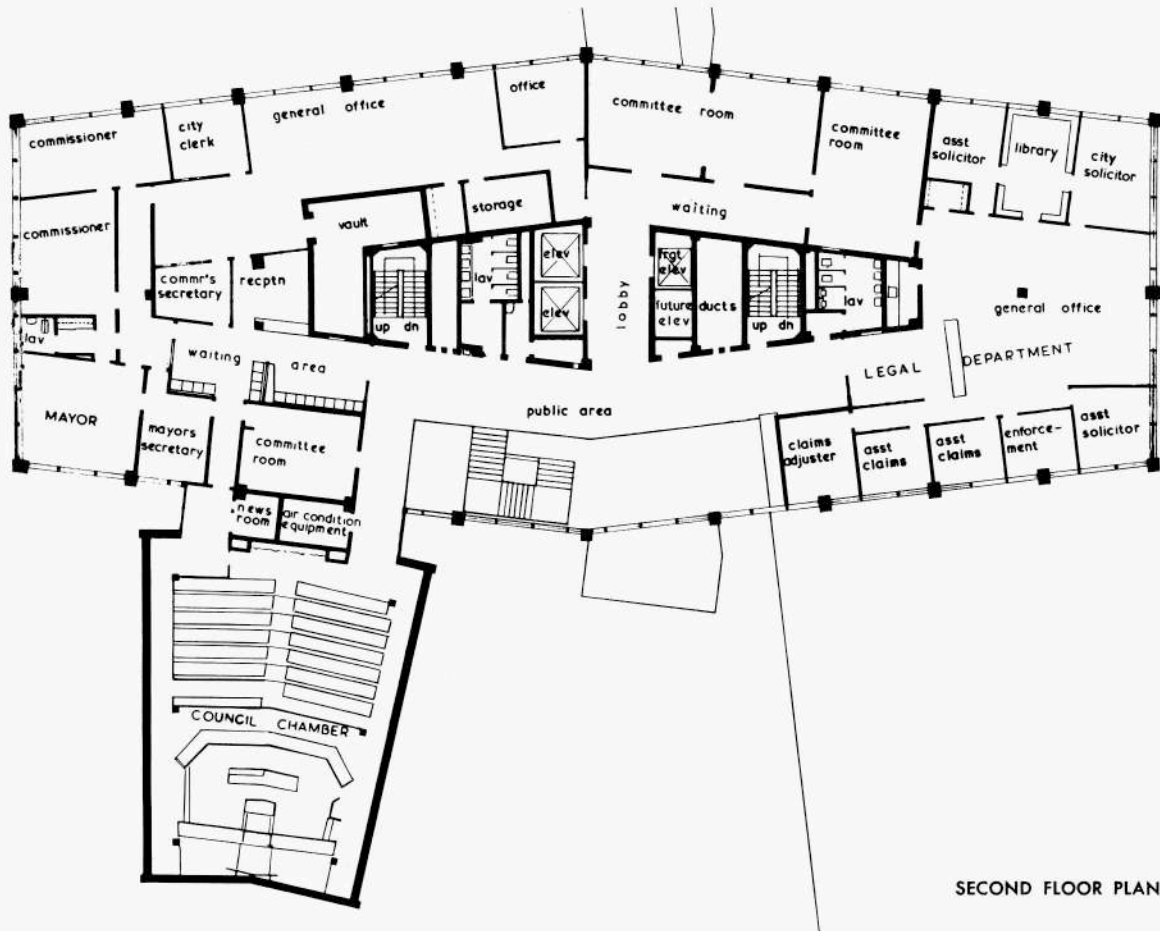 general office
office
committee room
commissioner
city
clerk
committee
room
asst
solicitor
library
city
solicitor
storage
waiting
vault
commissioner
lobby
elev
frgt
elev
lav
commr's
secretary
recptn
elev
future
elev
ducts
lav
general office
up dn
up dn
lav
waiting area
LEGAL DEPARTMENT
MAYOR
mayors
secretary
public area
committee
room
claims
adjuster
asst
claims
asst
claims
enforce-
ment
asst
solicitor
news
room
air condition
equipment
COUNCIL CHAMBER
SECOND FLOOR PLAN